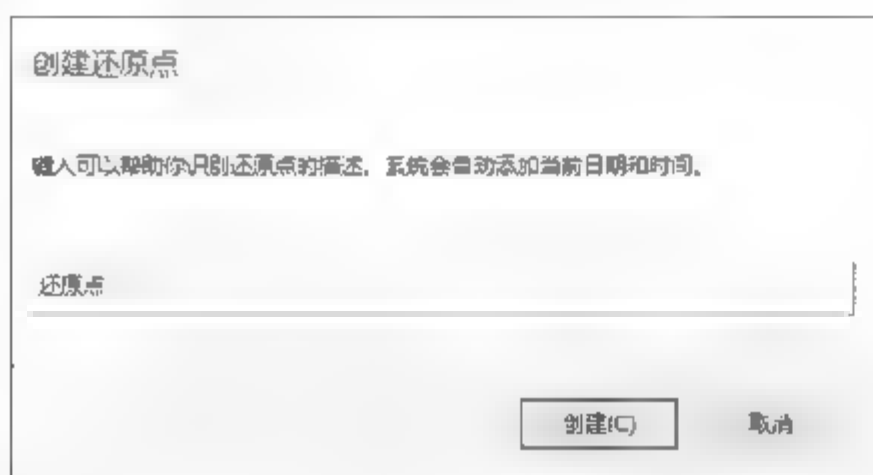 创建还原点
键入可以帮助你识别还原点的描述。系统会自动添加当前日期和时间。
还原点
创建(C)
取消